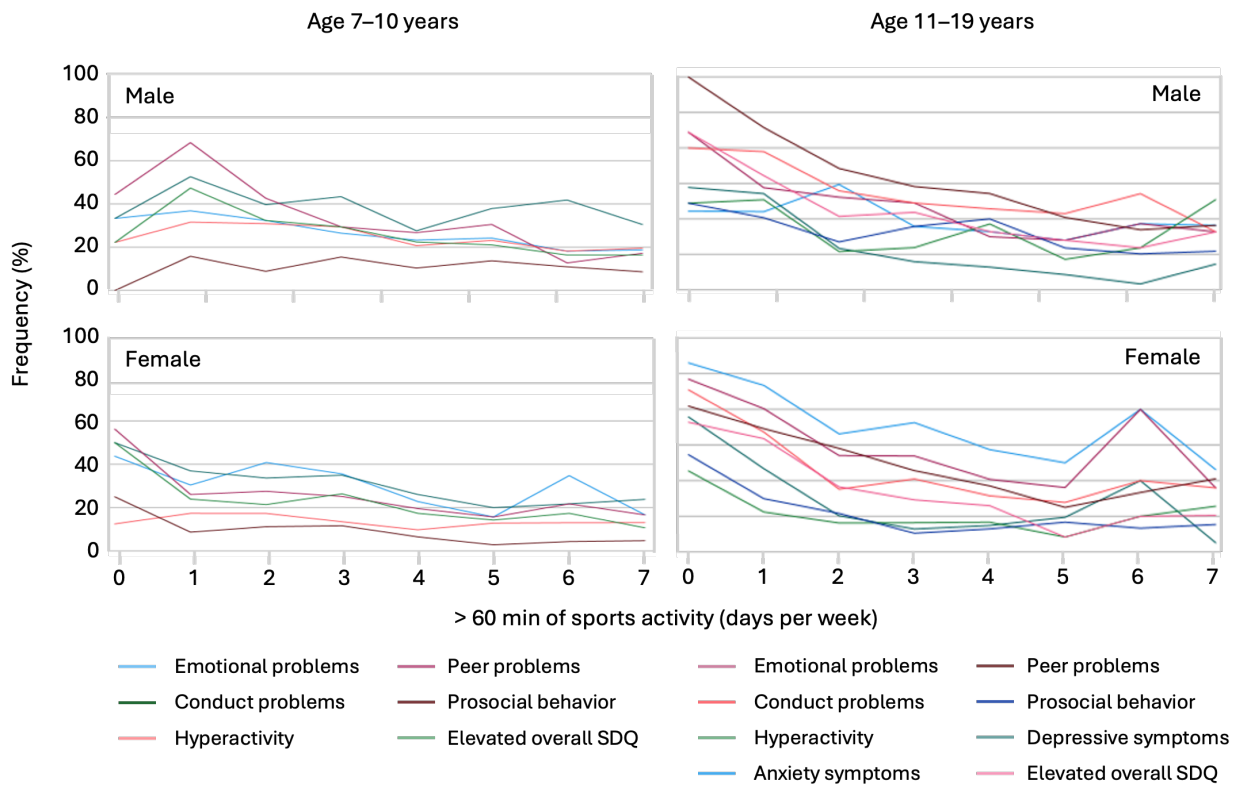 Age 7–10 years
Age 11–19 years
Frequency (%)
100
80
60
40
20
0
Male
Male
100
80
60
40
20
0
Female
Female
0 1 2 3 4 5 6 7
0 1 2 3 4 5 6 7
> 60 min of sports activity (days per week)
Emotional problems
Peer problems
Conduct problems
Prosocial behavior
Hyperactivity
Elevated overall SDQ
Emotional problems
Peer problems
Conduct problems
Prosocial behavior
Hyperactivity
Depressive symptoms
Anxiety symptoms
Elevated overall SDQ